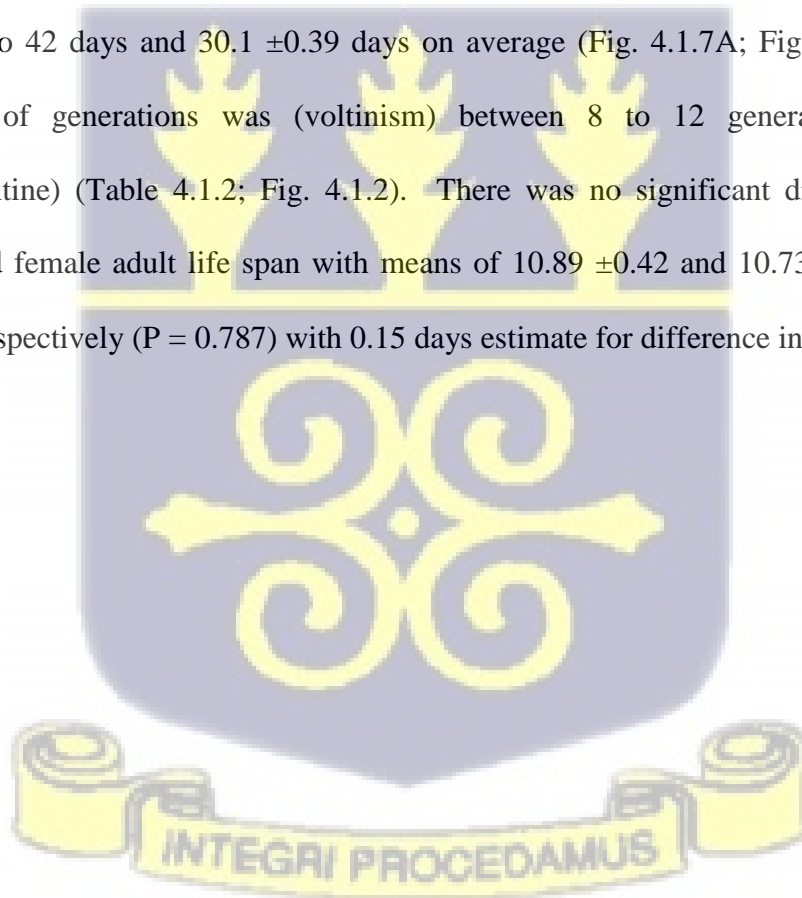 o 42 days and 30.1 ±0.39 days on average (Fig. 4.1.7A; Fig
of generations was (voltinism) between 8 to 12 genera
tine) (Table 4.1.2; Fig. 4.1.2). There was no significant d
l female adult life span with means of 10.89 ±0.42 and 10.73
spectively (P = 0.787) with 0.15 days estimate for difference in
INTEGRI PROCEDAMUS